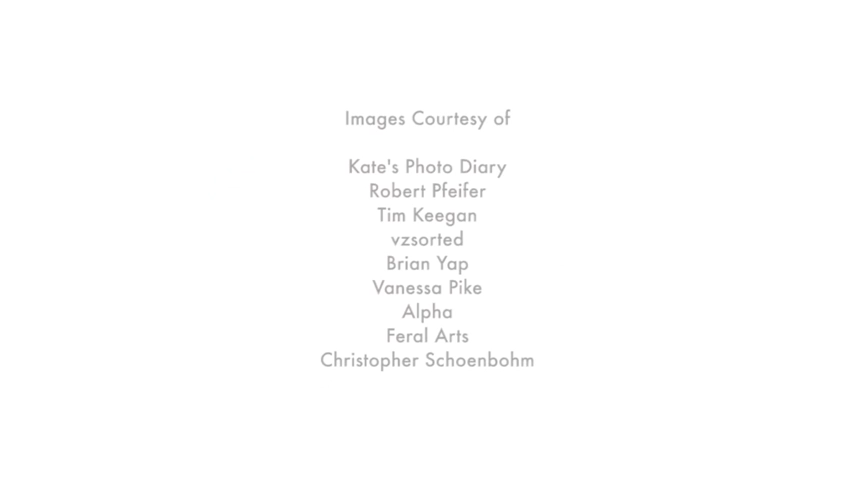 Images Courtesy of
Kate's Photo Diary
Robert Pfeifer
Tim Keegan
vzsorted
Brian Yap
Vanessa Pike
Alpha
Feral Arts
Christopher Schoenbohm